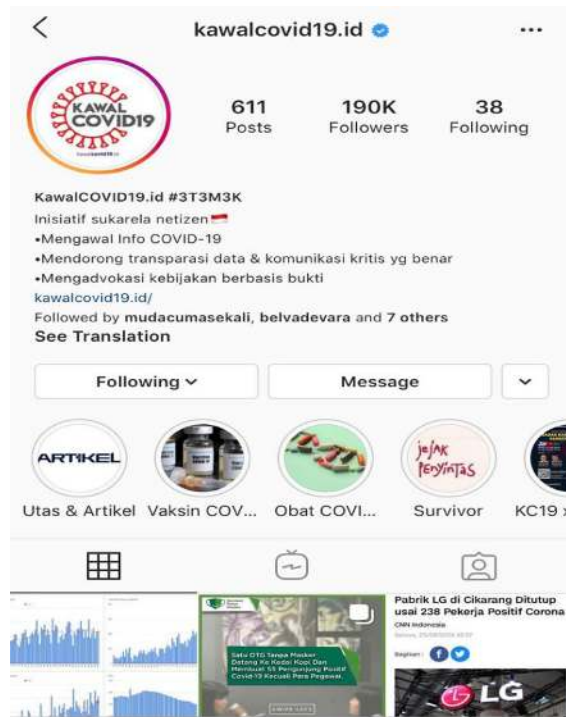 kawalcovid19.id
611
190K
38
Posts
Followers
Following
KAWAL
COVID19
KawalCOVID19.id #3T3M3K
Inisiatif sukarela netizen
•Mengawal Info COVID-19
•Mendorong transparasi data & komunikasi kritis yg benar
•Mengadvokasi kebijakan berbasis bukti
kawalcovid19.id/
Followed by mudacumasekali, belvadevara and 7 others
See Translation
Following
Message
ARTIKEL
jejak
penyintas
Utas & Artikel
Vaksin COV...
Obat COVI...
Survivor
KC19 x
Satu OTG Tanpa Masker
Datang Ke Kedai Kopi Dan
Membuat 55 Pengunjung Positif
Covid-19 Kecuali Para Pegawai.
Pabrik LG di Cikarang Ditutup
usai 238 Pekerja Positif Corona
CNN Indonesia
Bagikan :
LG